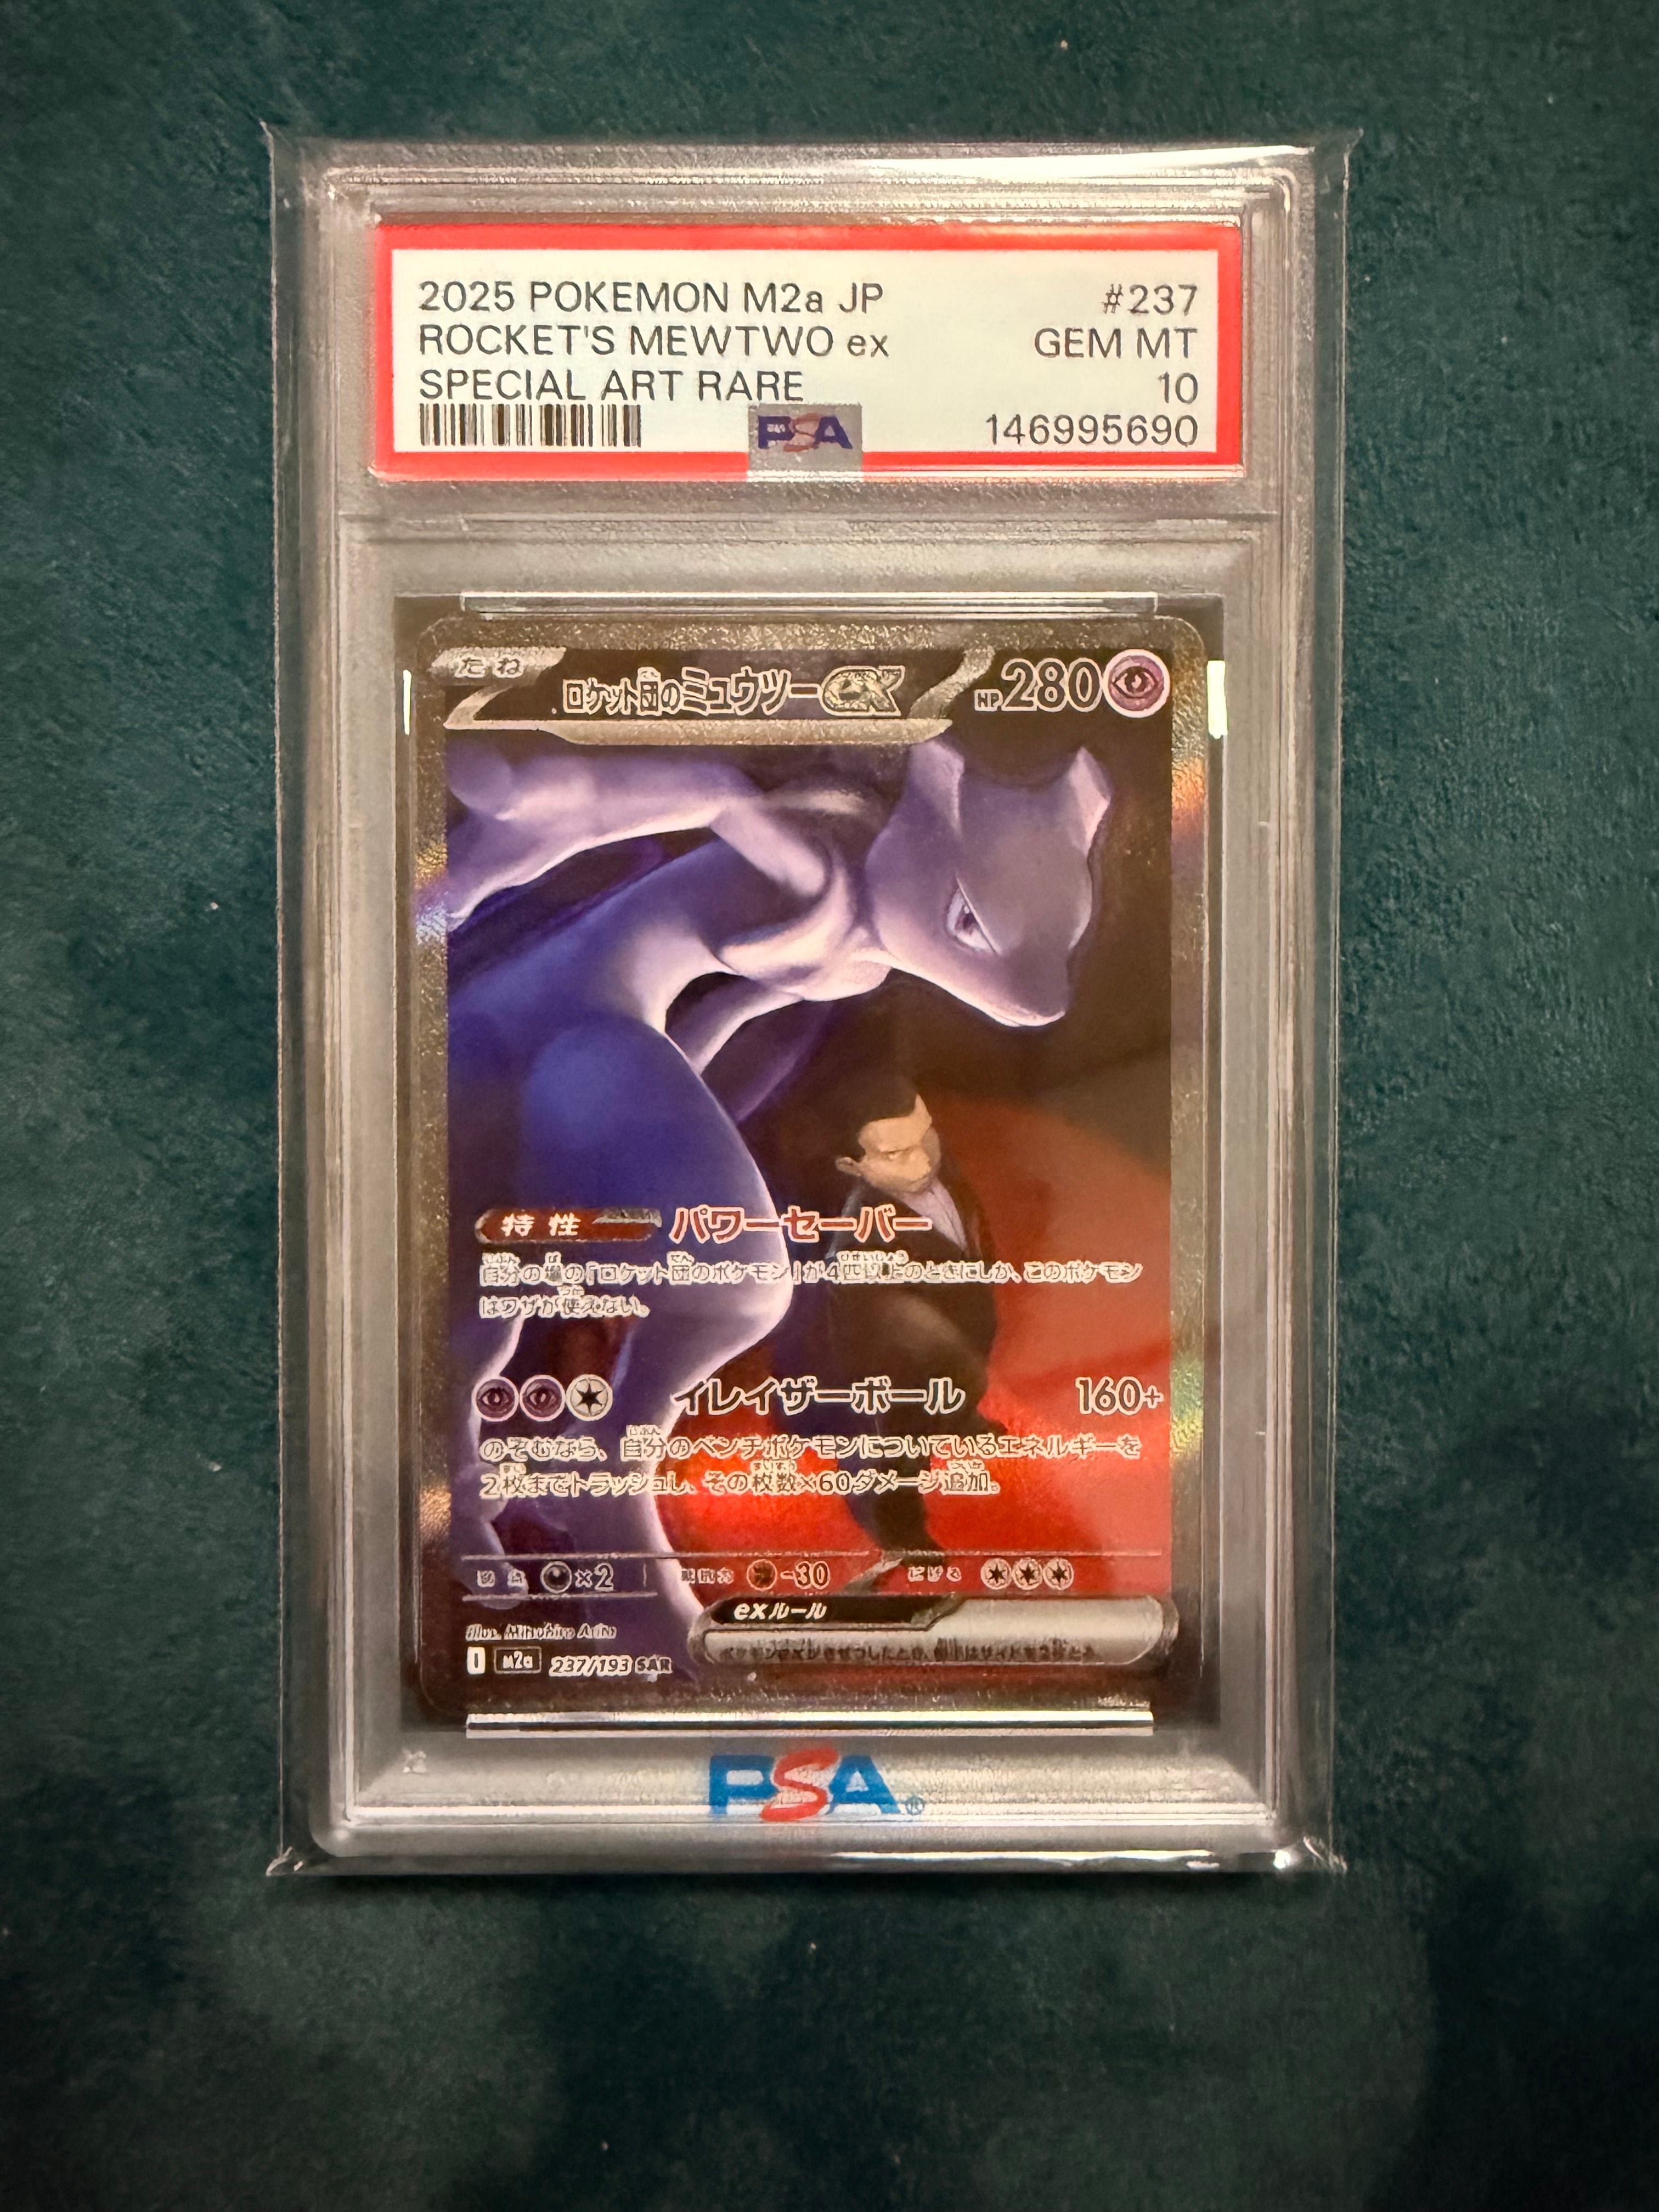 2025 POKEMON M2a JP #237
ROCKET'S MEWTWO ex GEM MT
SPECIAL ART RARE 10
PSA 146995690
たね ロケット団のミュウツーex HP280
特性 パワーセーバー
自分の場の「ロケット団のポケモン」が4匹以上のときにしか、このポケモン
はワザが使えない。
イレイザーボール 160+
のぞむなら、自分のベンチポケモンについているエネルギーを
2枚までトラッシュし、その枚数×60ダメージ追加。
×2 -30 にげる
exルール
Illus. Mitsuhiro Arita
I M2a 237/193 SAR
PSA®